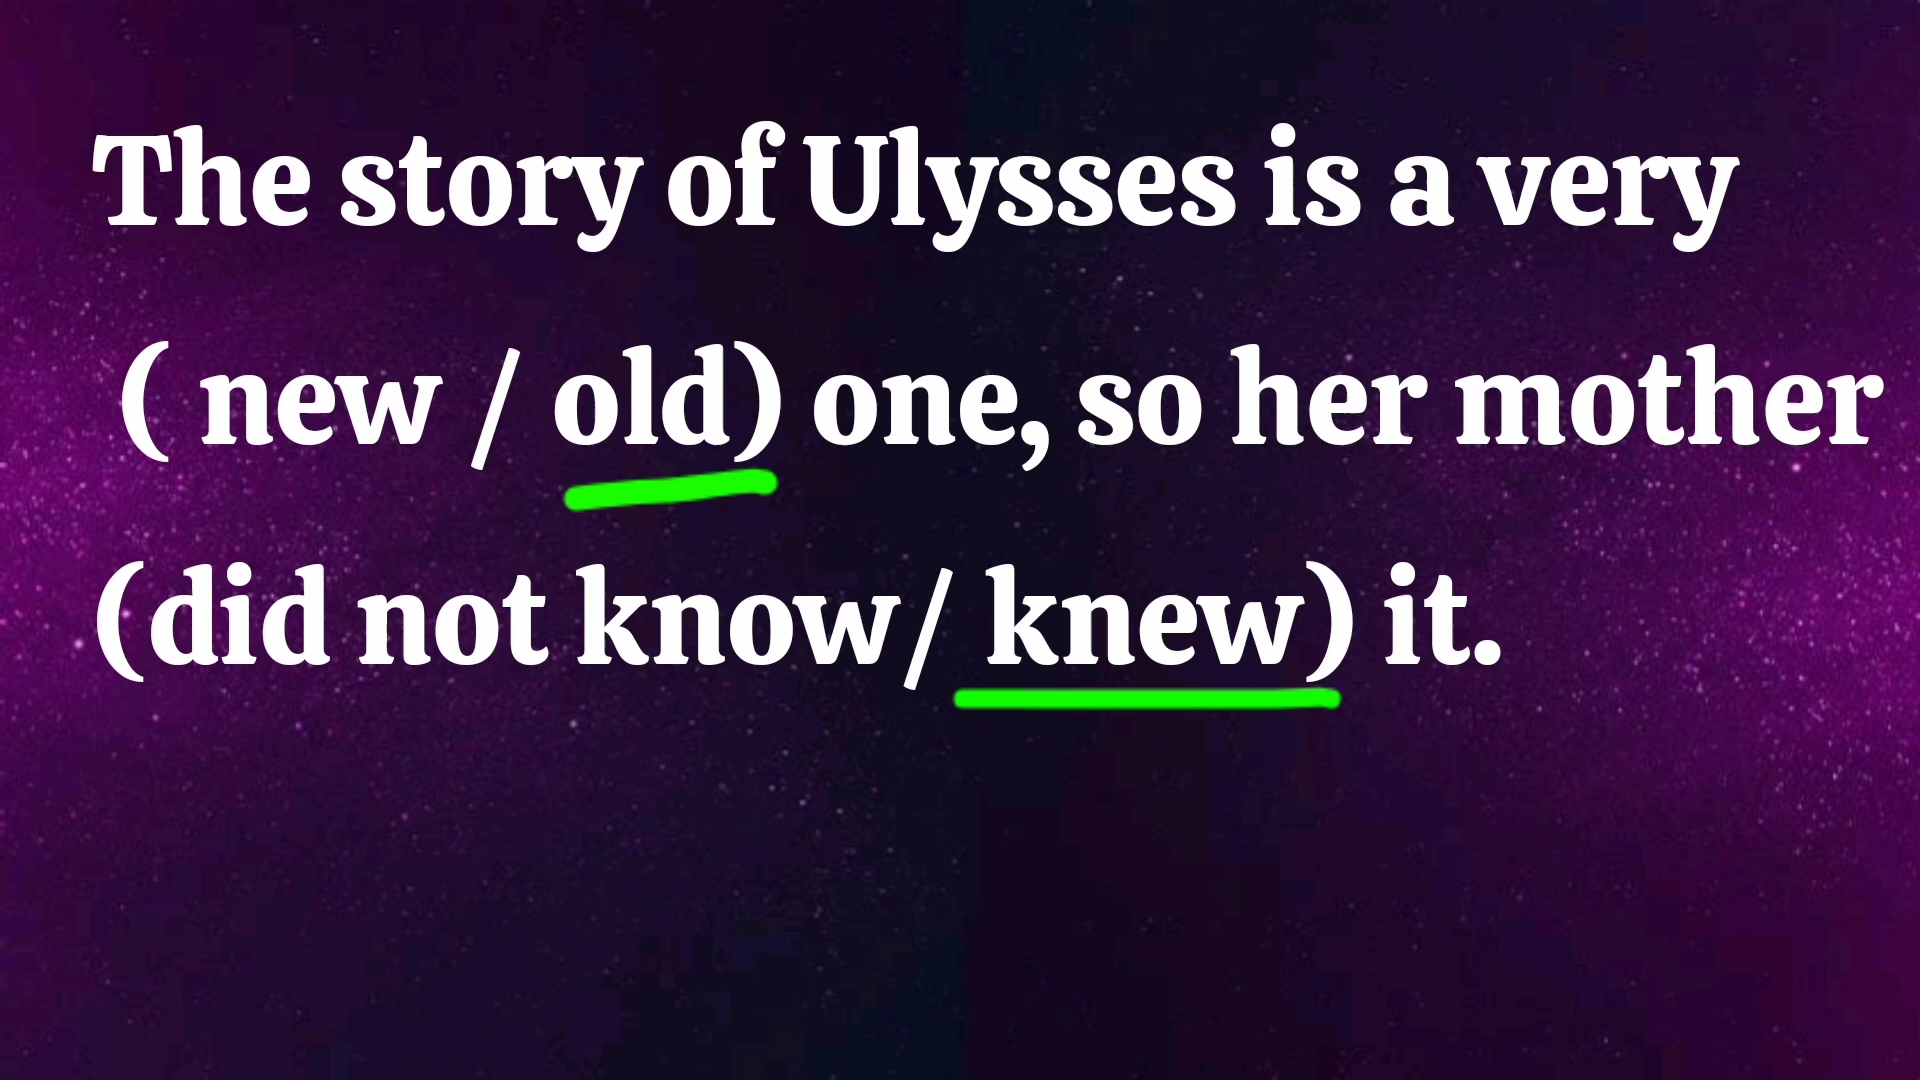 The story of Ulysses is a very
( new / old) one, so her mother
(did not know/ knew) it.